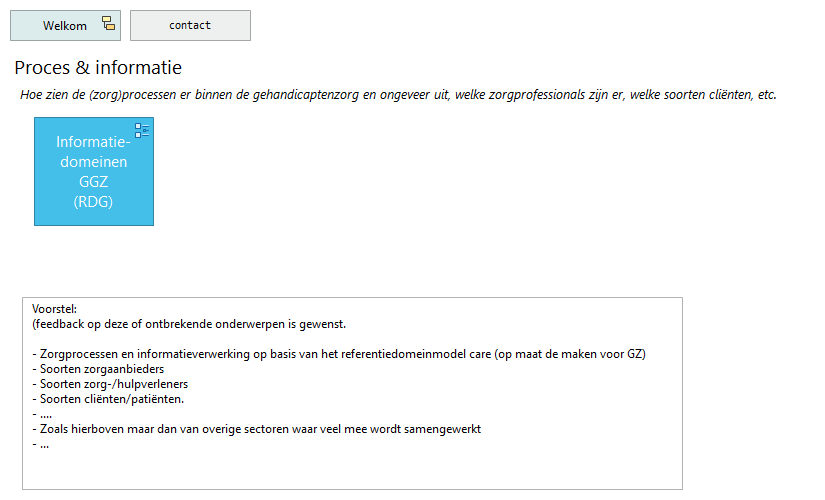 Welkom
contact
Proces & informatie
Hoe zien de (zorg)processen er binnen de gehandicaptenzorg en ongeveer uit, welke zorgprofessionals zijn er, welke soorten cliënten, etc.
Informatie-
domeinen
GGZ
(RDG)
Voorstel:
(feedback op deze of ontbrekende onderwerpen is gewenst.
- Zorgprocessen en informatieverwerking op basis van het referentiedomeinmodel care (op maat de maken voor GZ)
- Soorten zorgaanbieders
- Soorten zorg-/hulpverleners
- Soorten cliënten/patiënten.
- ....
- Zoals hierboven maar dan van overige sectoren waar veel mee wordt samengewerkt
- ...